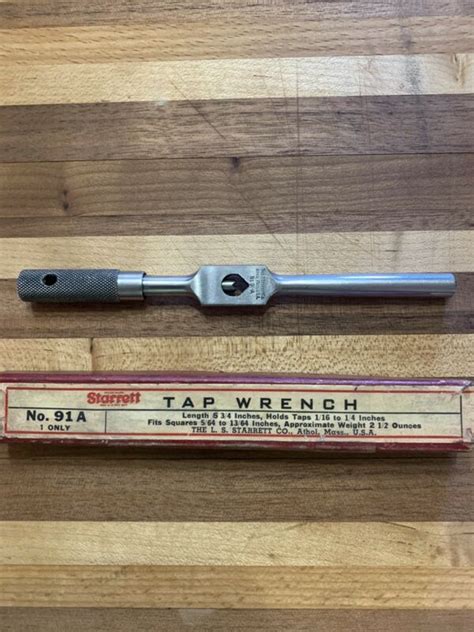 Starrett
TAP WRENCH
No. 91A
1 ONLY
Length 5 3/4 Inches, Holds Taps 1/16 to 1/4 Inches
Fits Squares 5/64 to 13/64 Inches, Approximate Weight 2 1/2 Ounces
THE L. S. STARRETT CO., Athol, Mass., U.S.A.